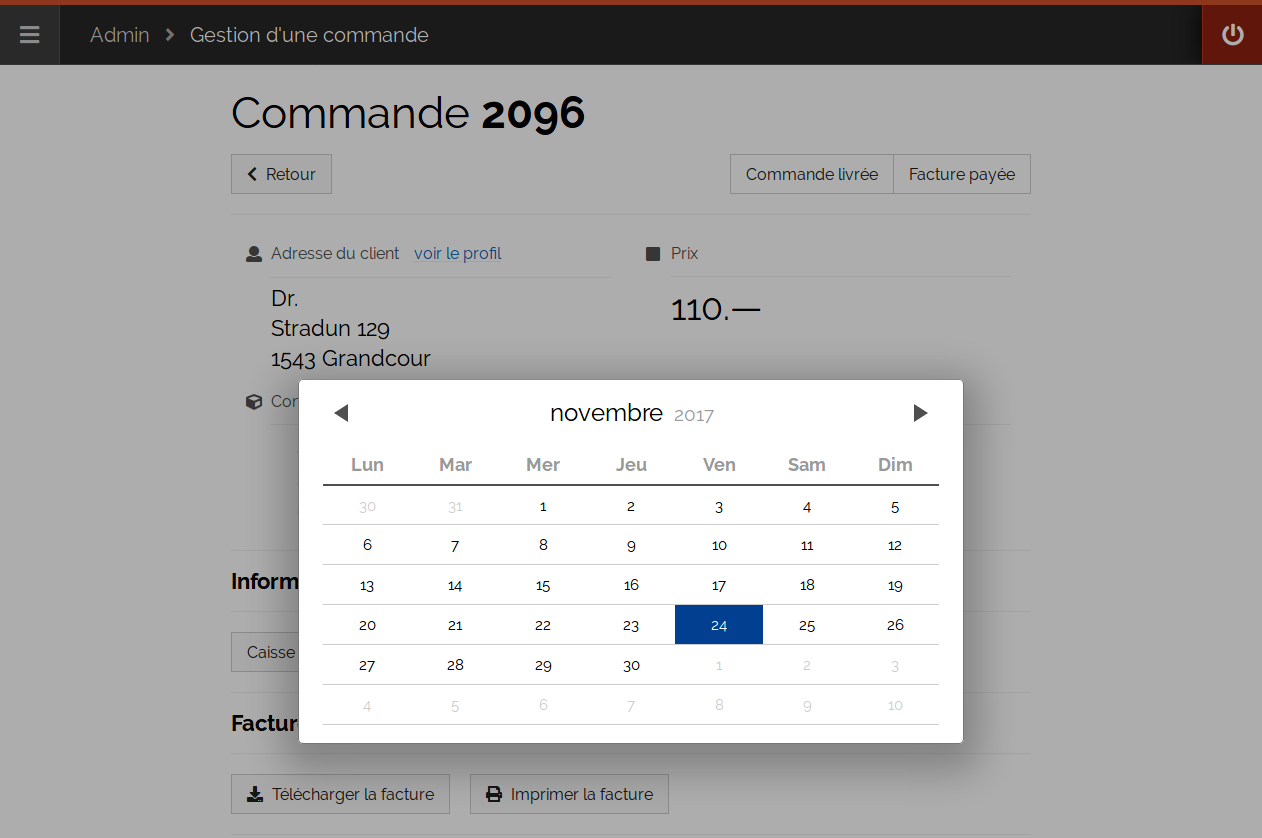 Admin > Gestion d'une commande
Commande 2096
Retour
Commande livrée Facture payée
Adresse du client voir le profil
Prix
Dr.
Stradun 129
1543 Grandcour
110.—
novembre 2017
Lun Mar Mer Jeu Ven Sam Dim
30 31 1 2 3 4 5
6 7 8 9 10 11 12
13 14 15 16 17 18 19
20 21 22 23 24 25 26
27 28 29 30 1 2 3
4 5 6 7 8 9 10
Caisse
Télécharger la facture Imprimer la facture